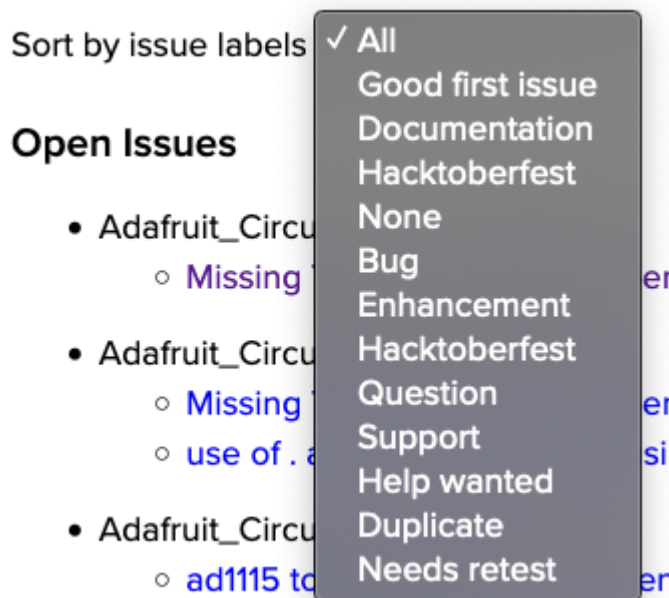 Sort by issue labels ✓ All
Good first issue
Documentation
Open Issues
Hacktoberfest
None
• Adafruit_Circu
Bug
○ Missing
Enhancement
Hacktoberfest
• Adafruit_Circu
Question
○ Missing
Support
○ use of . a
Help wanted
Duplicate
• Adafruit_Circu
Needs retest
○ ad1115 to